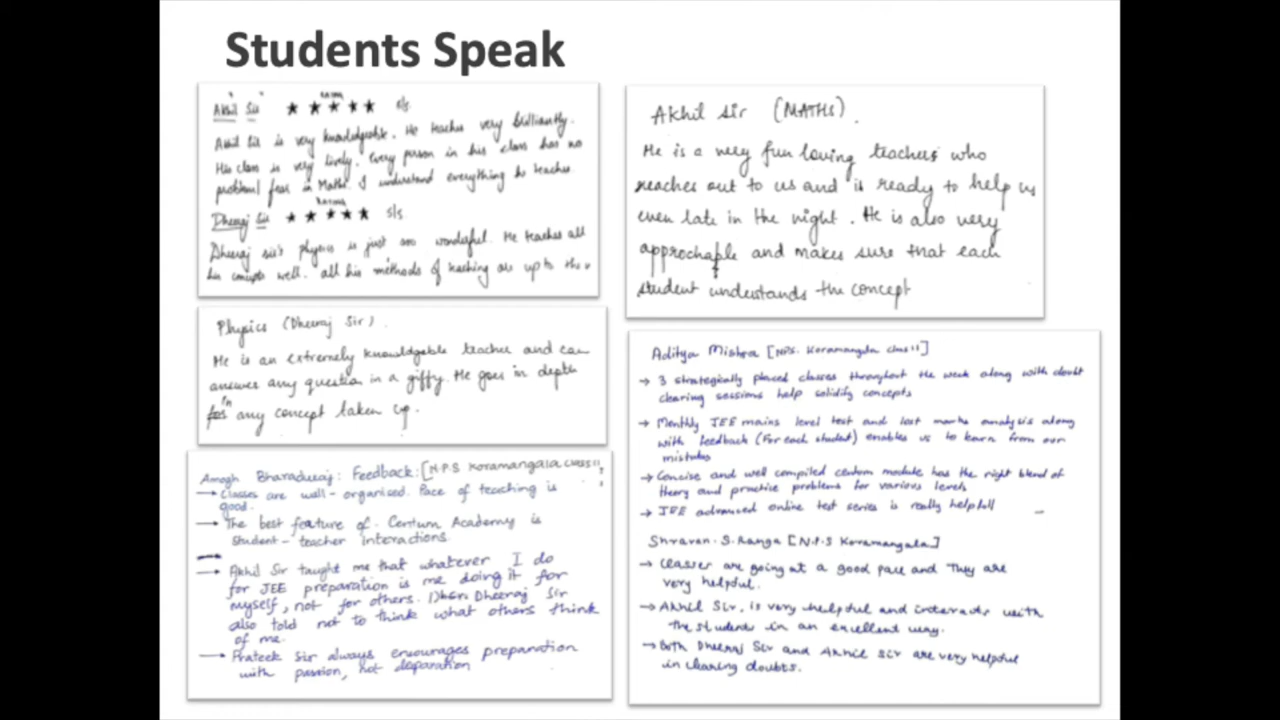 Students Speak
RATING
Akhil Sir ★ ★ ★ ★ ★ 5/5.
Akhil Sir is very knowledgeable. He teaches very brilliantly.
His class is very lively. Every person in his class has no
problem/ fear in Maths. I understand everything he teaches.
RATING
Dheeraj Sir ★ ★ ★ ★ ★ 5/5.
Dheeraj sir's physics is just soo wonderful. He teaches all
his concepts well. all his methods of teaching are up to the
Physics (Dheeraj Sir).
He is an extremely knowledgable teacher and can
answer any question in a giffy. He goes in depth
in any concept taken up.
Amogh Bharadwaj: Feedback: [N.P.S Koramangala class 11
→ Classes are well-organised. Pace of teaching is
good.
→ The best feature of Centum Academy is
student-teacher interactions.
→ Akhil Sir taught me that whatever I do
for JEE preparation is me doing it for
myself, not for others. Dheeraj Sir
also told not to think what others think
of me.
→ Prateek Sir always encourages preparation
with passion, not desparation
Akhil sir (MATHS).
He is a very fun loving teacher who
reaches out to us and is ready to help us
even late in the night. He is also very
approchable and makes sure that each
student understands the concept
Aditya Mishra [NPS. Koramangala class 11]
→ 3 strategically placed classes throughout the week along with doubt
clearing sessions help solidify concepts
→ Monthly JEE mains level test and lost marks analysis along
with feedback (For each student) enables us to learn from our
mistakes
→ Concise and well compiled centum module has the right blend of
theory and practice problems for various levels
→ JEE advanced online test series is really helpfull
Shravan. S. Ranga [N.P.S Koramangala]
→ Classes are going at a good pace and They are
very helpful.
→ Akhil Sir, is very helpful and interacts with
the students in an excellent way.
→ Both Dheeraj Sir and Akhil Sir are very helpful
in clearing doubts.